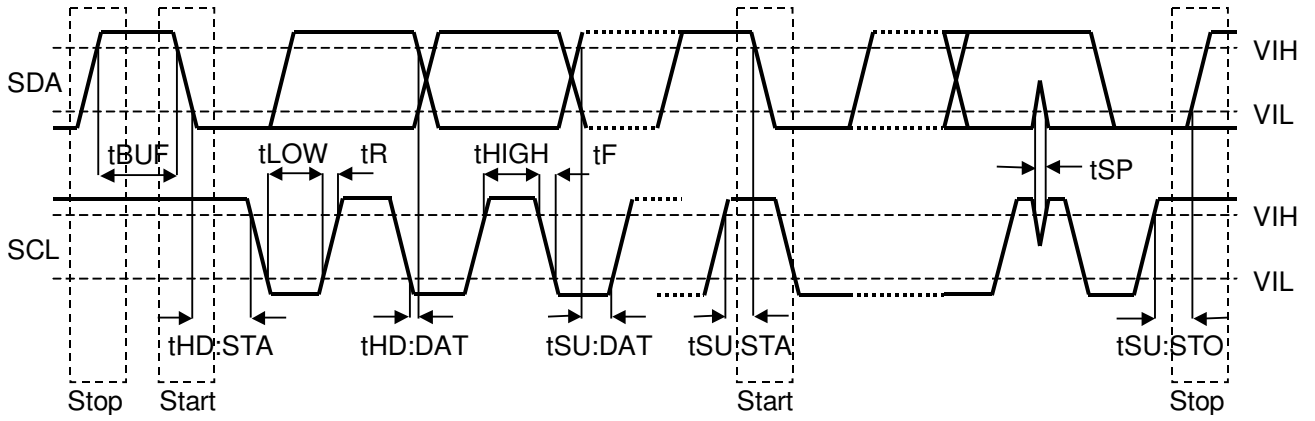 SDA
VIH
VIL
tBUF
tLOW
tR
tHIGH
tF
tSP
SCL
VIH
VIL
tHD:STA
tHD:DAT
tSU:DAT
tSU:STA
tSU:STO
Stop
Start
Start
Stop